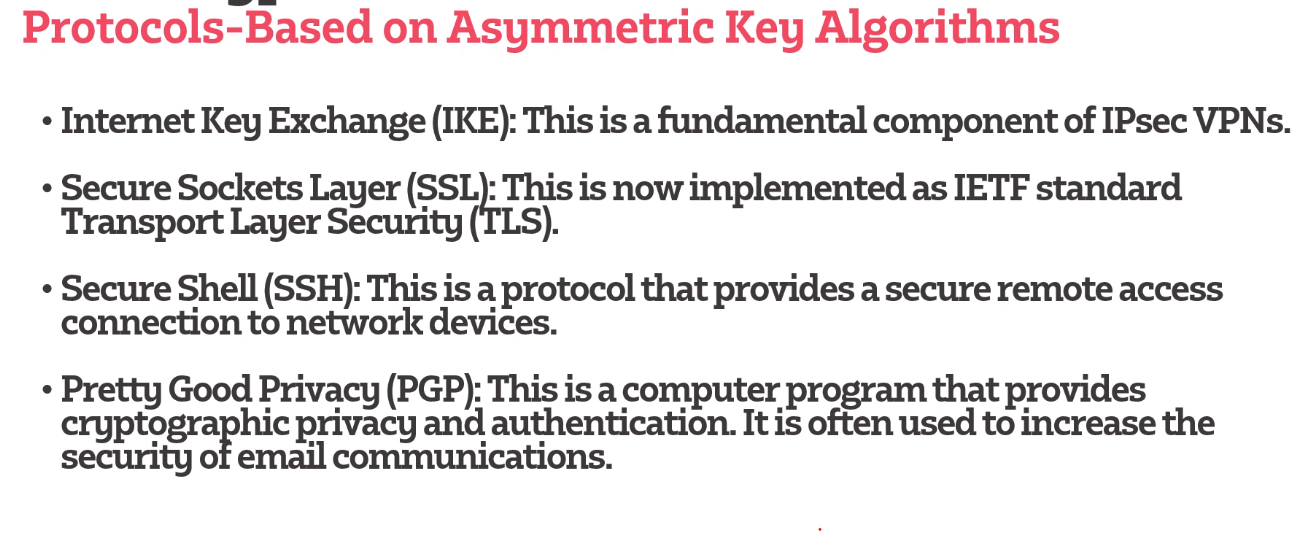 Protocols-Based on Asymmetric Key Algorithms
• Internet Key Exchange (IKE): This is a fundamental component of IPsec VPNs.
• Secure Sockets Layer (SSL): This is now implemented as IETF standard
Transport Layer Security (TLS).
• Secure Shell (SSH): This is a protocol that provides a secure remote access
connection to network devices.
• Pretty Good Privacy (PGP): This is a computer program that provides
cryptographic privacy and authentication. It is often used to increase the
security of email communications.